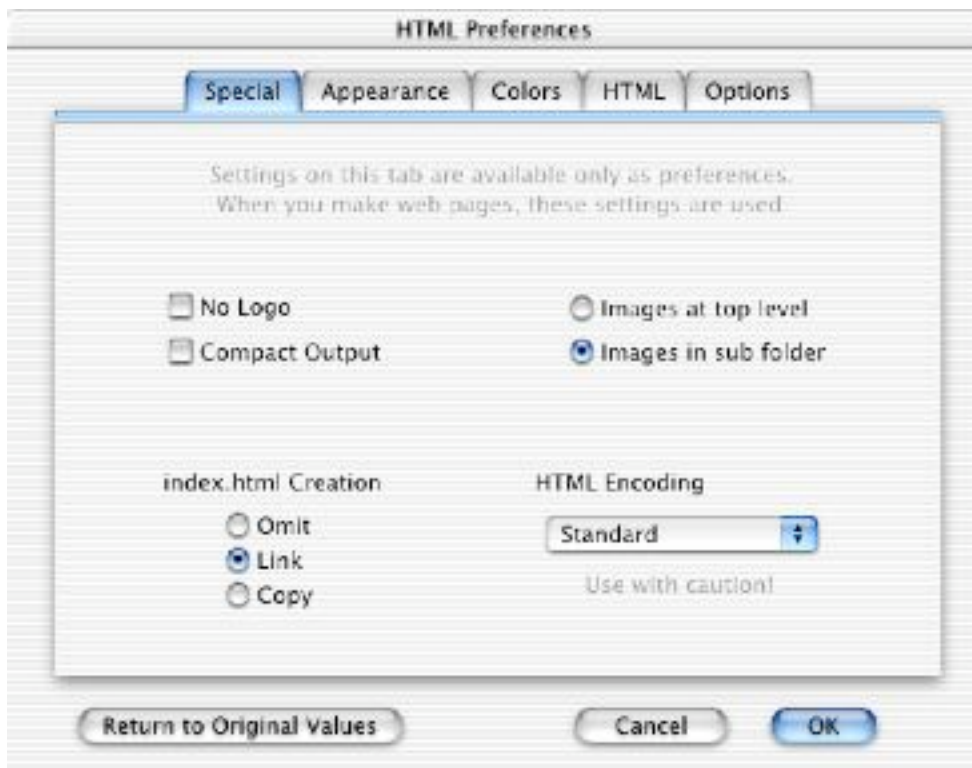 HTML Preferences
Special Appearance Colors HTML Options
Settings on this tab are available only as preferences.
When you make web pages, these settings are used
No Logo
Images at top level
Compact Output
Images in sub folder
index.html Creation
HTML Encoding
Omit
Standard
Link
Use with caution!
Copy
Return to Original Values
Cancel
OK